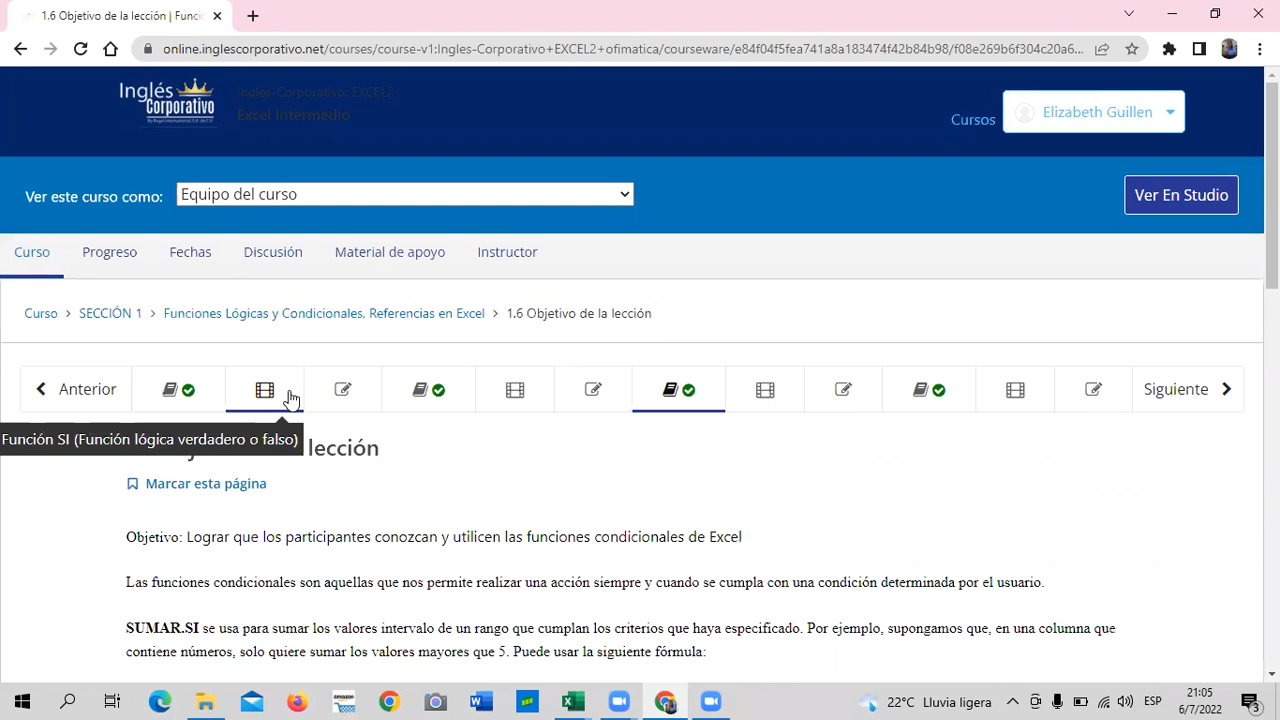 1.6 Objetivo de la lección | Funci
online.inglescorporativo.net/courses/course-v1:Ingles-Corporativo+EXCEL2+ofimatica/courseware/e84f04f5fea741a8a183474f42b84b98/f08e269b6f304c20a6...
Inglés
Corporativo
Ingles-Corporativo: EXCEL2
Excel Intermedio
Cursos
Elizabeth Guillen
Ver este curso como:
Equipo del curso
Ver En Studio
Curso
Progreso
Fechas
Discusión
Material de apoyo
Instructor
Curso > SECCIÓN 1 > Funciones Lógicas y Condicionales, Referencias en Excel > 1.6 Objetivo de la lección
Anterior
Siguiente
Función SI (Función lógica verdadero o falso)
lección
Marcar esta página
Objetivo: Lograr que los participantes conozcan y utilicen las funciones condicionales de Excel
Las funciones condicionales son aquellas que nos permite realizar una acción siempre y cuando se cumpla con una condición determinada por el usuario.
SUMAR.SI se usa para sumar los valores intervalo de un rango que cumplan los criterios que haya especificado. Por ejemplo, supongamos que, en una columna que
contiene números, solo quiere sumar los valores mayores que 5. Puede usar la siguiente fórmula:
22°C Lluvia ligera
ESP
21:05
6/7/2022
3